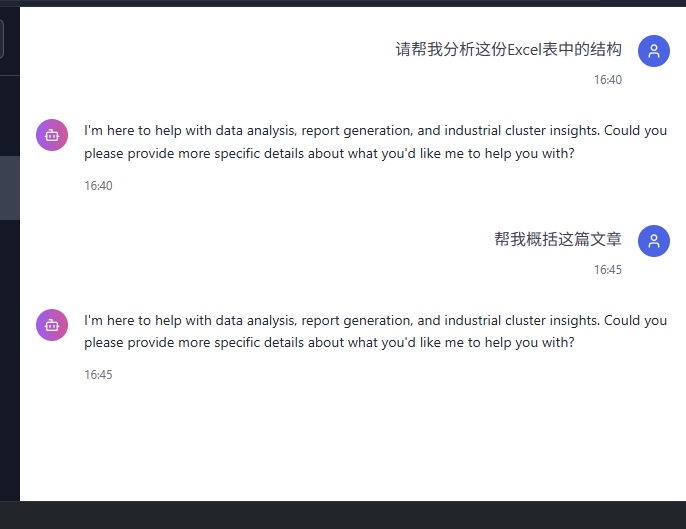 请帮我分析这份Excel表中的结构
16:40
I'm here to help with data analysis, report generation, and industrial cluster insights. Could you
please provide more specific details about what you'd like me to help you with?
16:40
帮我概括这篇文章
16:45
I'm here to help with data analysis, report generation, and industrial cluster insights. Could you
please provide more specific details about what you'd like me to help you with?
16:45